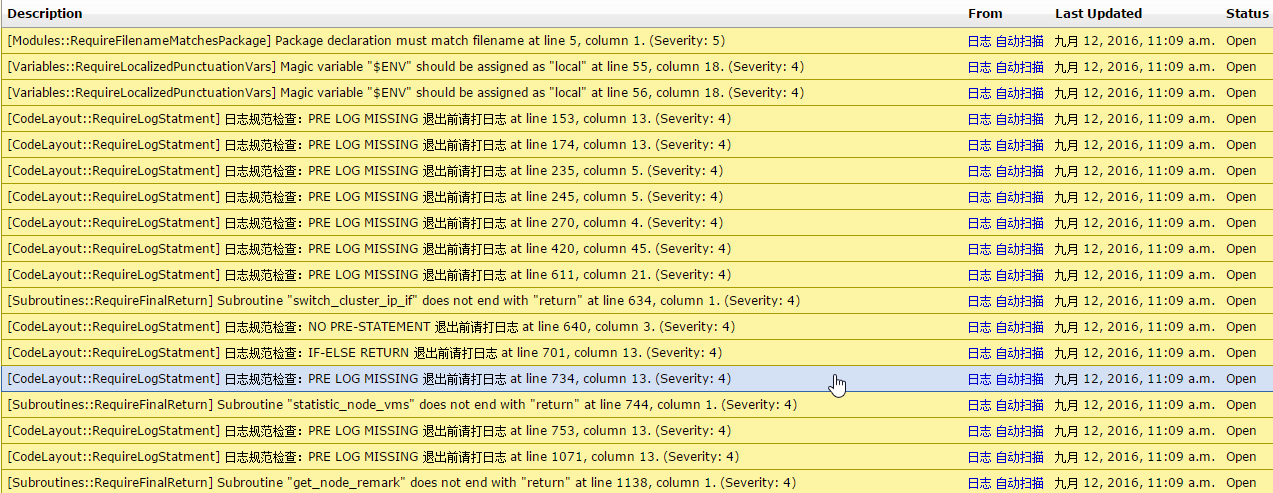 Description From Last Updated Status
[Modules::RequireFilenameMatchesPackage] Package declaration must match filename at line 5, column 1. (Severity: 5) 日志 自动扫描 九月 12, 2016, 11:09 a.m. Open
[Variables::RequireLocalizedPunctuationVars] Magic variable "$ENV" should be assigned as "local" at line 55, column 18. (Severity: 4) 日志 自动扫描 九月 12, 2016, 11:09 a.m. Open
[Variables::RequireLocalizedPunctuationVars] Magic variable "$ENV" should be assigned as "local" at line 56, column 18. (Severity: 4) 日志 自动扫描 九月 12, 2016, 11:09 a.m. Open
[CodeLayout::RequireLogStatment] 日志规范检查：PRE LOG MISSING 退出前请打日志 at line 153, column 13. (Severity: 4) 日志 自动扫描 九月 12, 2016, 11:09 a.m. Open
[CodeLayout::RequireLogStatment] 日志规范检查：PRE LOG MISSING 退出前请打日志 at line 174, column 13. (Severity: 4) 日志 自动扫描 九月 12, 2016, 11:09 a.m. Open
[CodeLayout::RequireLogStatment] 日志规范检查：PRE LOG MISSING 退出前请打日志 at line 235, column 5. (Severity: 4) 日志 自动扫描 九月 12, 2016, 11:09 a.m. Open
[CodeLayout::RequireLogStatment] 日志规范检查：PRE LOG MISSING 退出前请打日志 at line 245, column 5. (Severity: 4) 日志 自动扫描 九月 12, 2016, 11:09 a.m. Open
[CodeLayout::RequireLogStatment] 日志规范检查：PRE LOG MISSING 退出前请打日志 at line 270, column 4. (Severity: 4) 日志 自动扫描 九月 12, 2016, 11:09 a.m. Open
[CodeLayout::RequireLogStatment] 日志规范检查：PRE LOG MISSING 退出前请打日志 at line 420, column 45. (Severity: 4) 日志 自动扫描 九月 12, 2016, 11:09 a.m. Open
[CodeLayout::RequireLogStatment] 日志规范检查：PRE LOG MISSING 退出前请打日志 at line 611, column 21. (Severity: 4) 日志 自动扫描 九月 12, 2016, 11:09 a.m. Open
[Subroutines::RequireFinalReturn] Subroutine "switch_cluster_ip_if" does not end with "return" at line 634, column 1. (Severity: 4) 日志 自动扫描 九月 12, 2016, 11:09 a.m. Open
[CodeLayout::RequireLogStatment] 日志规范检查：NO PRE-STATEMENT 退出前请打日志 at line 640, column 3. (Severity: 4) 日志 自动扫描 九月 12, 2016, 11:09 a.m. Open
[CodeLayout::RequireLogStatment] 日志规范检查：IF-ELSE RETURN 退出前请打日志 at line 701, column 13. (Severity: 4) 日志 自动扫描 九月 12, 2016, 11:09 a.m. Open
[CodeLayout::RequireLogStatment] 日志规范检查：PRE LOG MISSING 退出前请打日志 at line 734, column 13. (Severity: 4) 日志 自动扫描 九月 12, 2016, 11:09 a.m. Open
[Subroutines::RequireFinalReturn] Subroutine "statistic_node_vms" does not end with "return" at line 744, column 1. (Severity: 4) 日志 自动扫描 九月 12, 2016, 11:09 a.m. Open
[CodeLayout::RequireLogStatment] 日志规范检查：PRE LOG MISSING 退出前请打日志 at line 753, column 13. (Severity: 4) 日志 自动扫描 九月 12, 2016, 11:09 a.m. Open
[CodeLayout::RequireLogStatment] 日志规范检查：PRE LOG MISSING 退出前请打日志 at line 1071, column 13. (Severity: 4) 日志 自动扫描 九月 12, 2016, 11:09 a.m. Open
[Subroutines::RequireFinalReturn] Subroutine "get_node_remark" does not end with "return" at line 1138, column 1. (Severity: 4) 日志 自动扫描 九月 12, 2016, 11:09 a.m. Open